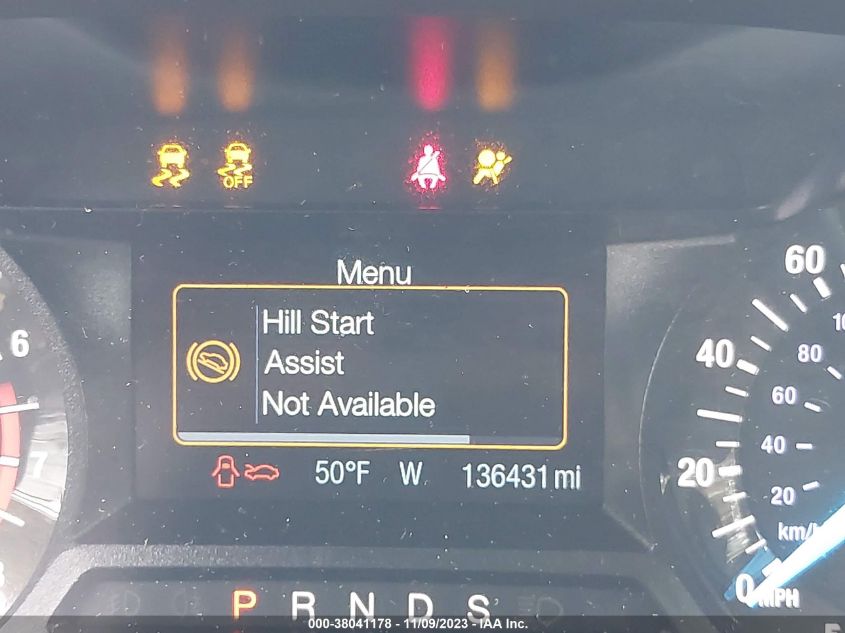 OFF
Menu
Hill Start
Assist
Not Available
50°F W 136431 mi
6
7
60
40
20
0 MPH
80
60
40
20
P R N D S
000-38041178 - 11/09/2023 - IAA Inc.